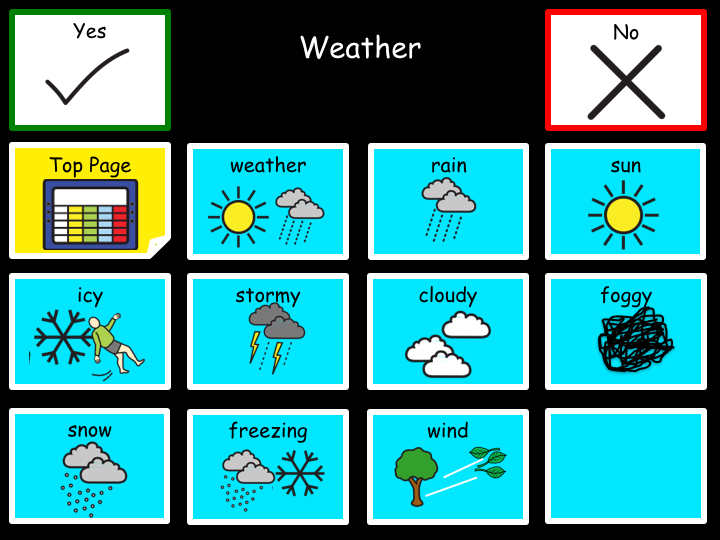 Yes
Weather
No
Top Page
weather
rain
sun
icy
stormy
cloudy
foggy
snow
freezing
wind